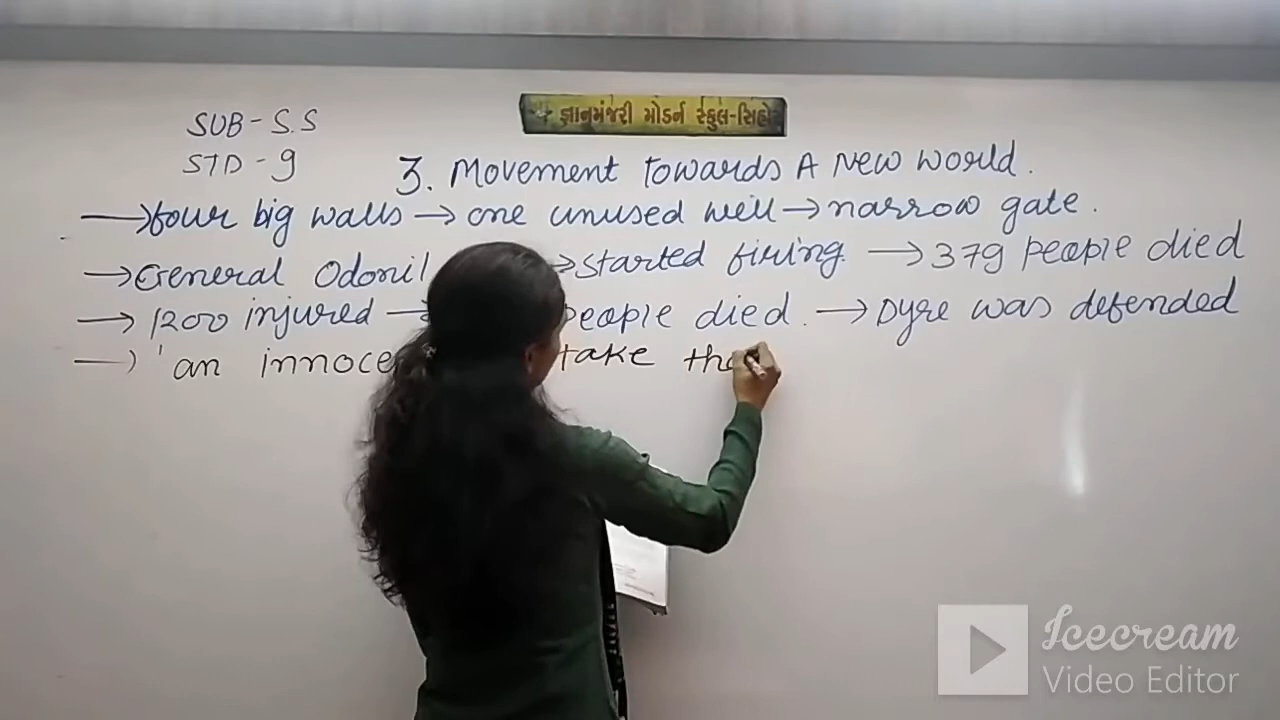 જ્ઞાનમંજરી મોડર્ન સ્કુલ-સિહોર
SUB - S.S
STD - 9
3. Movement Towards A New World.
→ four big walls → one unused well → narrow gate.
→ General Odonil → started firing. → 379 people died
→ 1200 injured → people died. → Dyre was defended
→ 'an innoce take the
Icecream
Video Editor